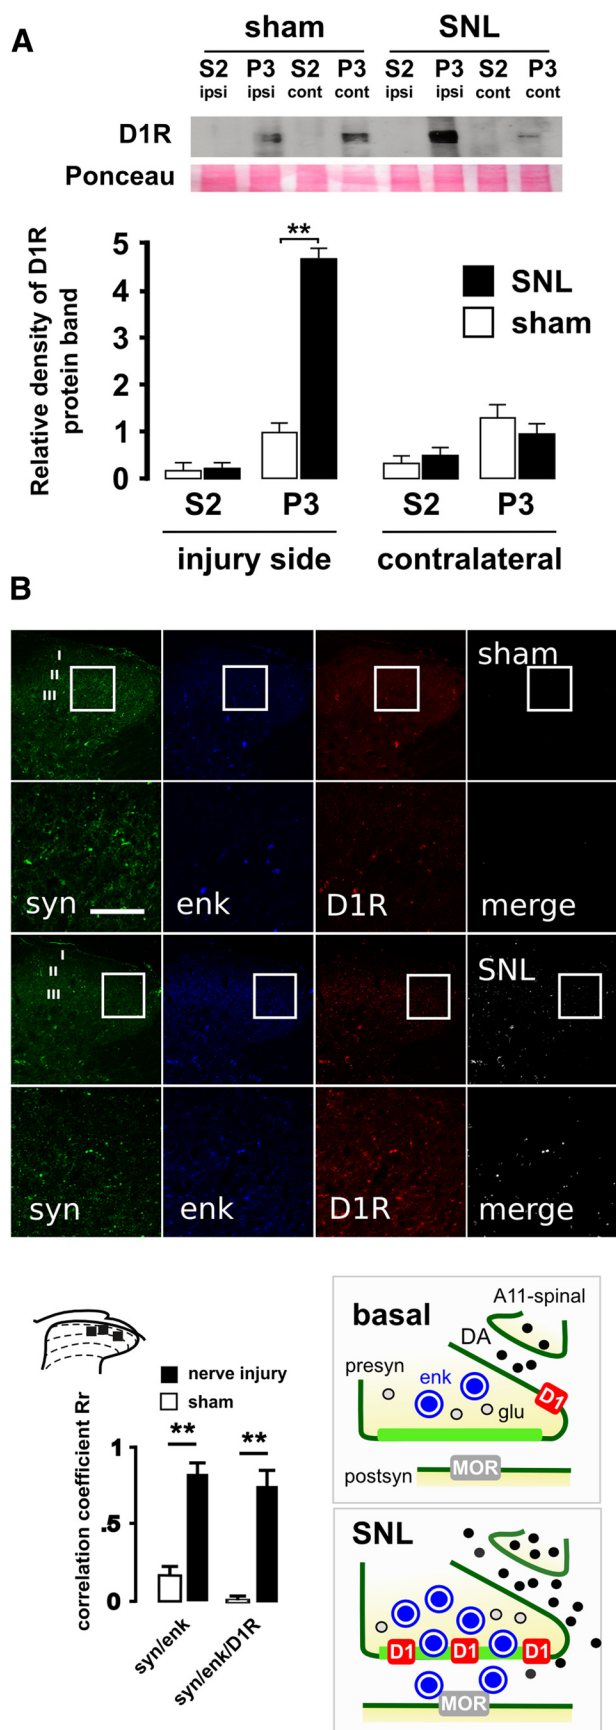 A
sham SNL
S2 P3 S2 P3 S2 P3 S2 P3
ipsi ipsi cont cont ipsi ipsi cont cont
D1R
Ponceau
Relative density of D1R
protein band
5
4
3
2
1
0
**
SNL
sham
S2 P3 S2 P3
injury side contralateral
B
I
II
III
sham
syn enk D1R merge
I
II
III
SNL
syn enk D1R merge
nerve injury
sham
correlation coefficient Rr
1
.5
0
** **
syn/enk
syn/enk/D1R
basal
A11-spinal
DA
presyn
enk
D1
glu
MOR
postsyn
SNL
D1 D1 D1
MOR